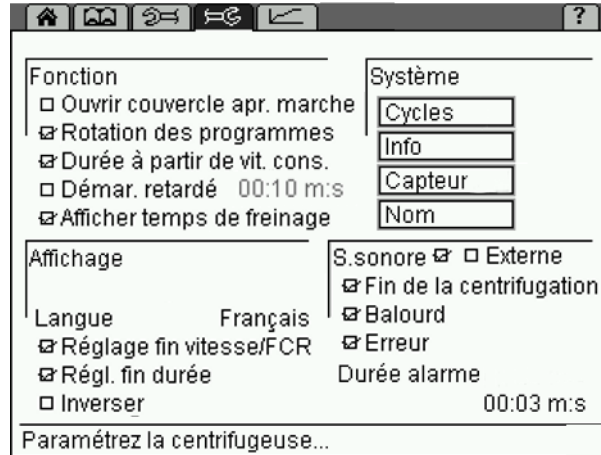 ?
Fonction
Ouvrir couvercle apr. marche
Rotation des programmes
Durée à partir de vit. cons.
Démar. retardé 00:10 m:s
Afficher temps de freinage
Système
Cycles
Info
Capteur
Nom
Affichage
Langue Français
Réglage fin vitesse/FCR
Régl. fin durée
Inverser
S.sonore Externe
Fin de la centrifugation
Balourd
Erreur
Durée alarme
00:03 m:s
Paramétrez la centrifugeuse...